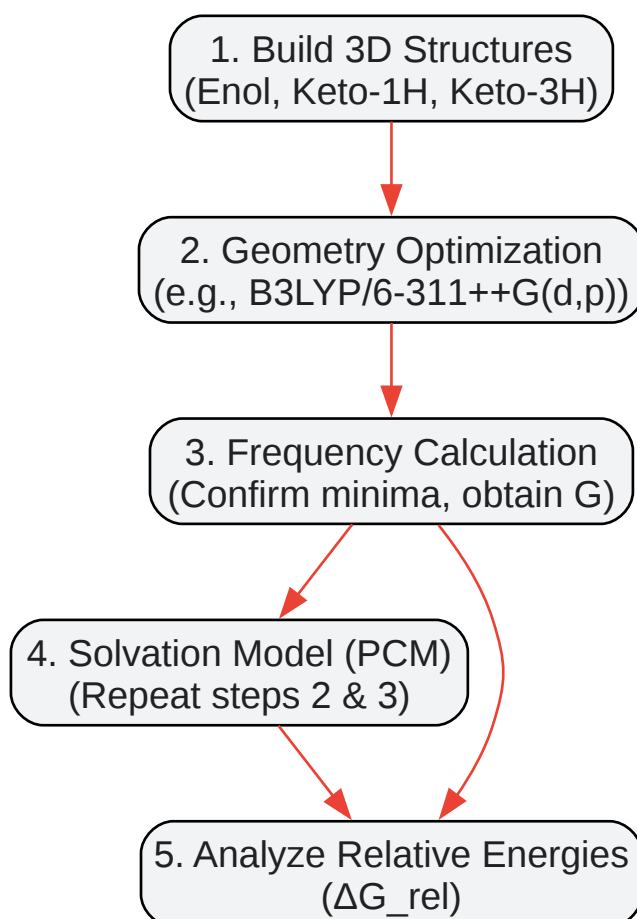 1. Build 3D Structures
(Enol, Keto-1H, Keto-3H)
2. Geometry Optimization
(e.g., B3LYP/6-311++G(d,p))
3. Frequency Calculation
(Confirm minima, obtain G)
4. Solvation Model (PCM)
(Repeat steps 2 & 3)
5. Analyze Relative Energies
(ΔG_rel)